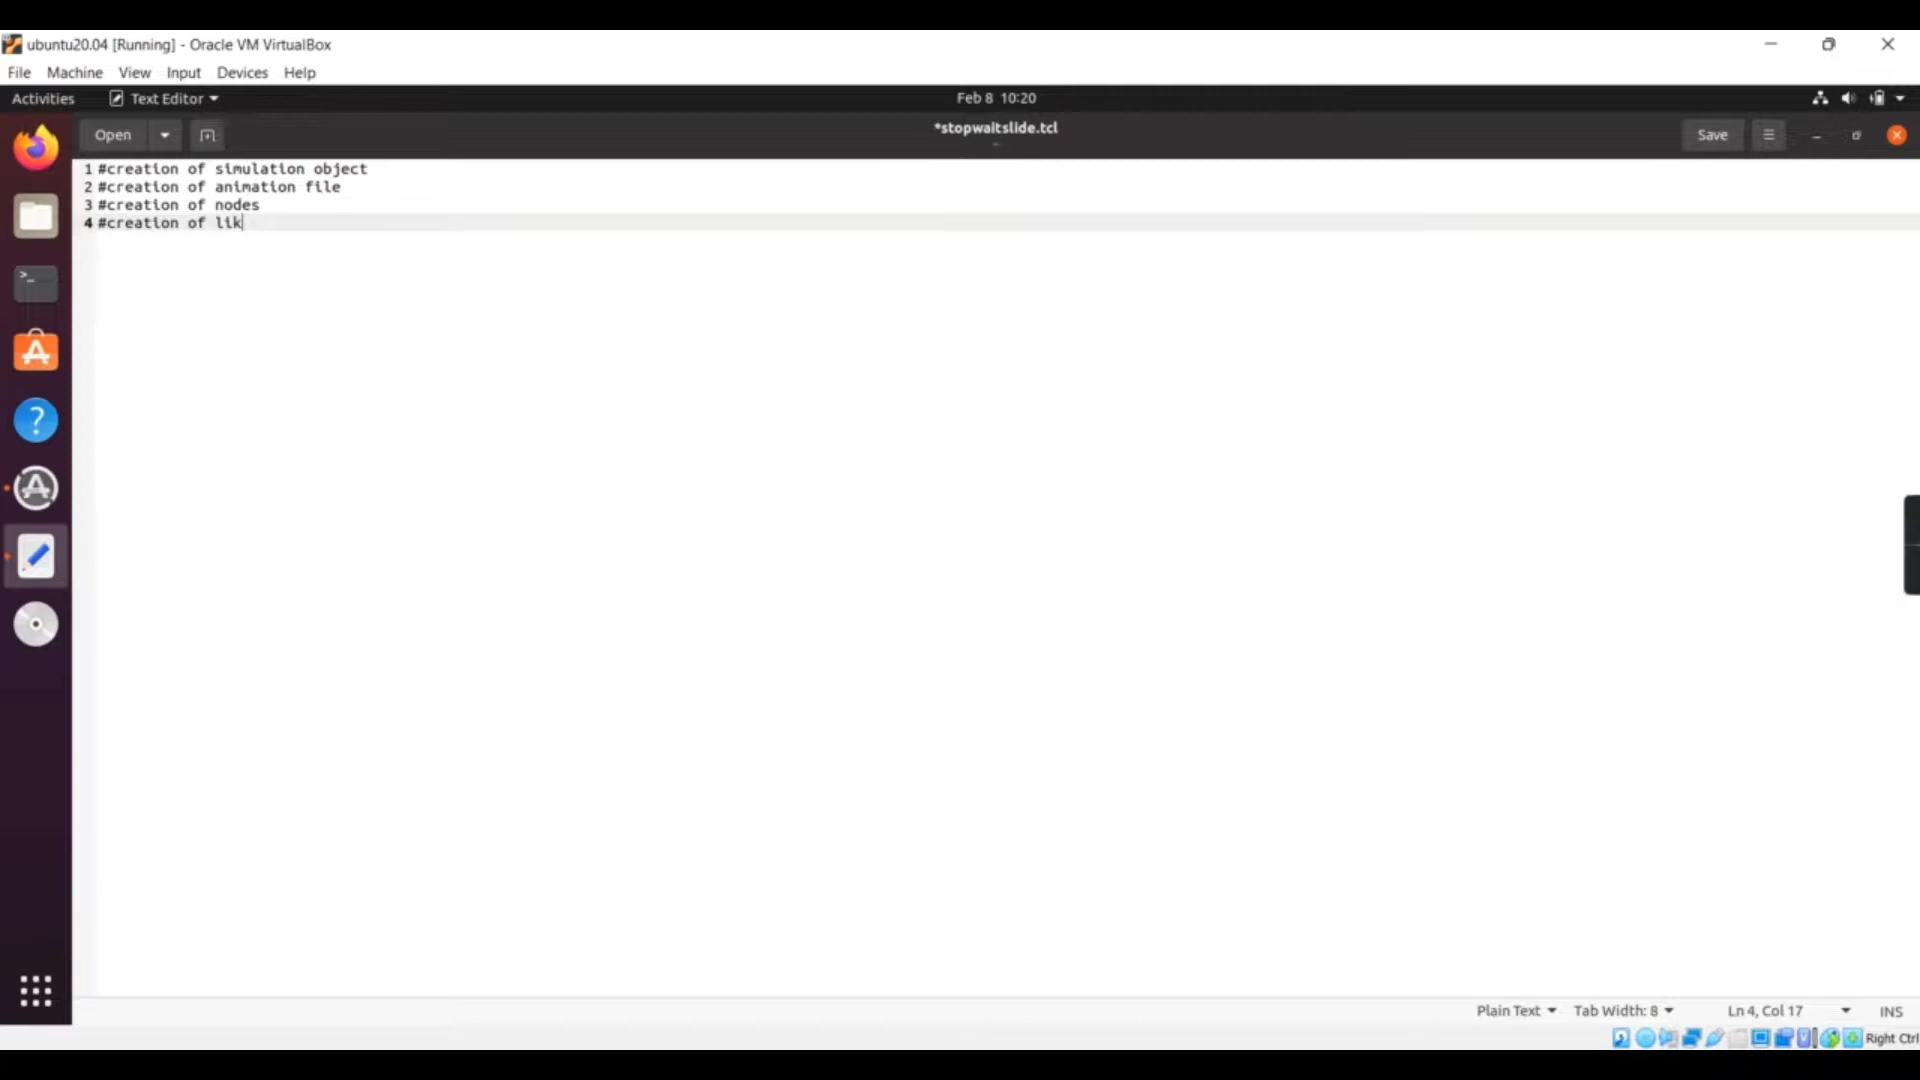 ubuntu20.04 [Running] - Oracle VM VirtualBox
File Machine View Input Devices Help
Activities Text Editor Feb 8 10:20
Open *stopwaitslide.tcl Save
1 #creation of simulation object
2 #creation of animation file
3 #creation of nodes
4 #creation of lik
Plain Text Tab Width: 8 Ln 4, Col 17 INS
Right Ctrl